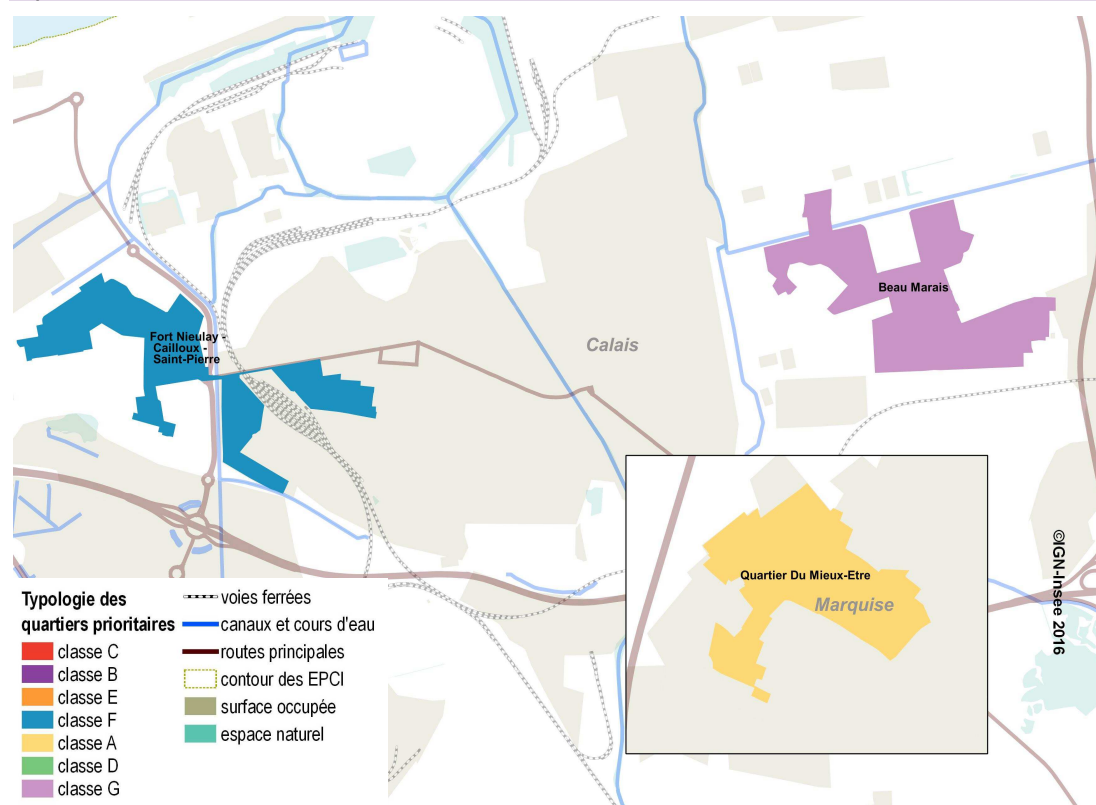 Fort Nieulay -
Cailloux -
Saint-Pierre
Calais
Beau Marais
Quartier Du Mieux-Etre
Marquise
©IGN-Insee 2016
Typologie des
quartiers prioritaires
classe C
classe B
classe E
classe F
classe A
classe D
classe G
voies ferrées
canaux et cours d'eau
routes principales
contour des EPCI
surface occupée
espace naturel